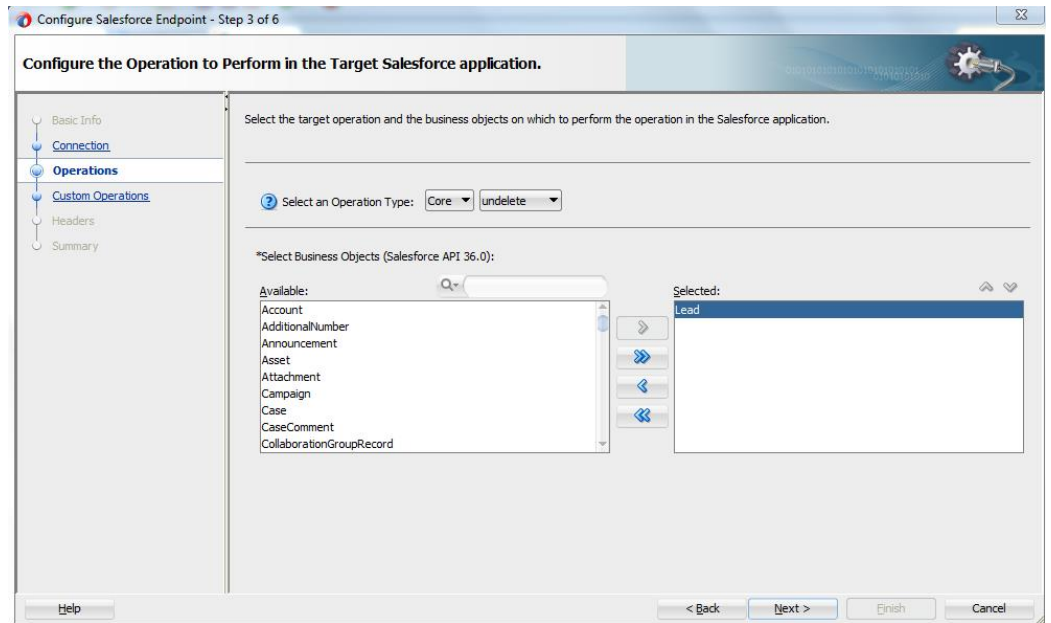 Configure Salesforce Endpoint - Step 3 of 6
Configure the Operation to Perform in the Target Salesforce application.
Basic Info
Connection
Operations
Custom Operations
Headers
Summary
Select the target operation and the business objects on which to perform the operation in the Salesforce application.
Select an Operation Type: Core undelete
*Select Business Objects (Salesforce API 36.0):
Available:
Account
AdditionalNumber
Announcement
Asset
Attachment
Campaign
Case
CaseComment
CollaborationGroupRecord
Selected:
Lead
Help
< Back Next > Finish Cancel